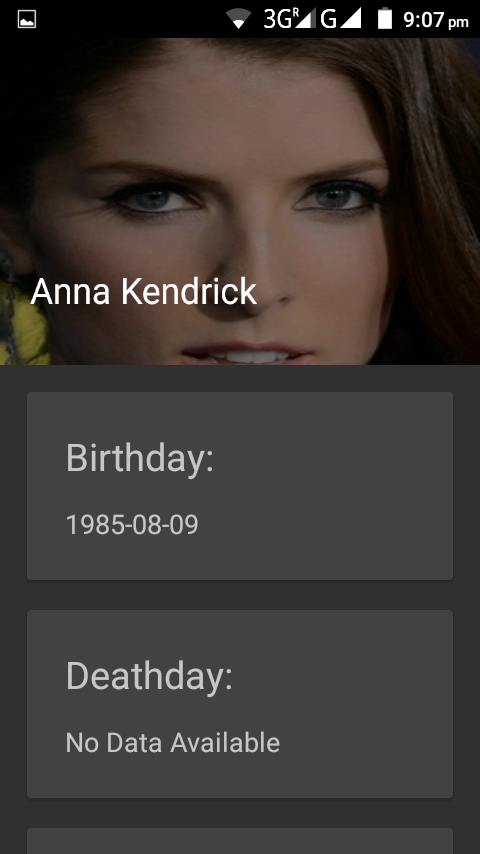 3G R G 9:07 pm
Anna Kendrick
Birthday:
1985-08-09
Deathday:
No Data Available